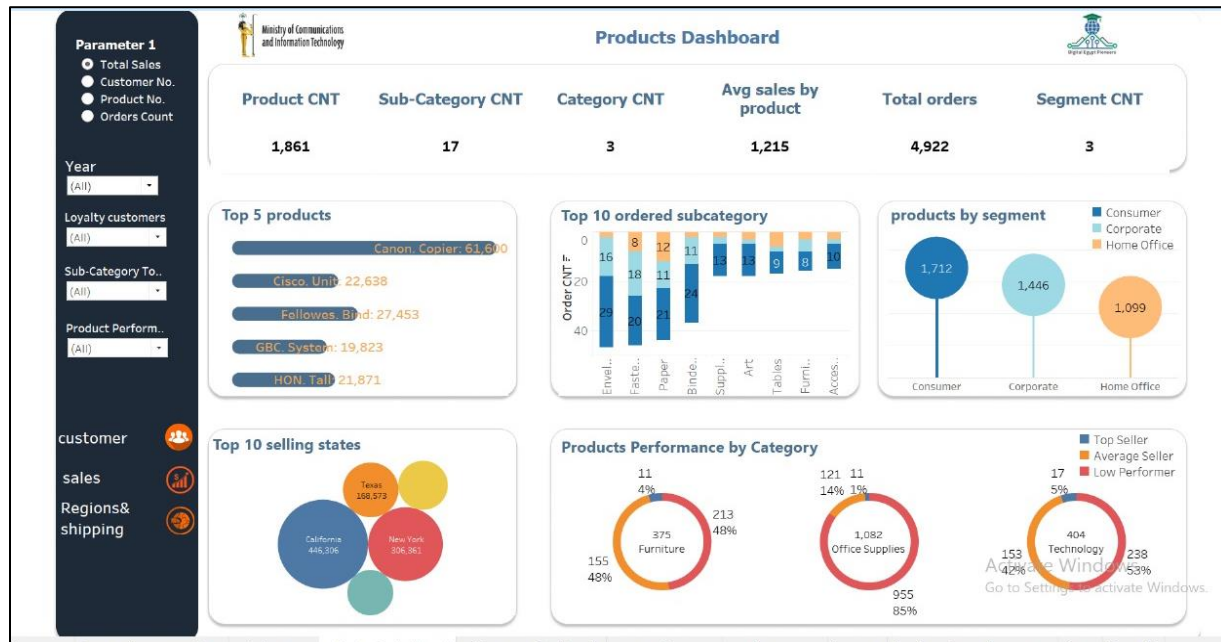 Parameter 1
Total Sales
Customer No.
Product No.
Orders Count
Year
(All)
Loyalty customers
(All)
Sub-Category To..
(All)
Product Perform..
(All)
customer
sales
Regions&
shipping
Ministry of Communications
and Information Technology
Products Dashboard
Digital Egypt Pioneers
Product CNT
1,861
Sub-Category CNT
17
Category CNT
3
Avg sales by
product
1,215
Total orders
4,922
Segment CNT
3
Top 5 products
Canon. Copier: 61,600
Cisco. Unit: 22,638
Fellowes. Bind: 27,453
GBC. System: 19,823
HON. Tall: 21,871
Top 10 ordered subcategory
Order CNT
0
20
40
16
29
8
18
20
12
11
21
11
24
13
13
9
8
10
Envel..
Faste..
Paper
Binde..
Suppl..
Art
Tables
Furni..
Acces..
products by segment
Consumer
Corporate
Home Office
1,712
1,446
1,099
Consumer
Corporate
Home Office
Top 10 selling states
Texas
168,573
California
446,306
New York
306,361
Products Performance by Category
Top Seller
Average Seller
Low Performer
11
4%
213
48%
375
Furniture
155
48%
121
14%
11
1%
1,082
Office Supplies
955
85%
17
5%
404
Technology
153
42%
238
53%
Activate Windows
Go to Settings to activate Windows.